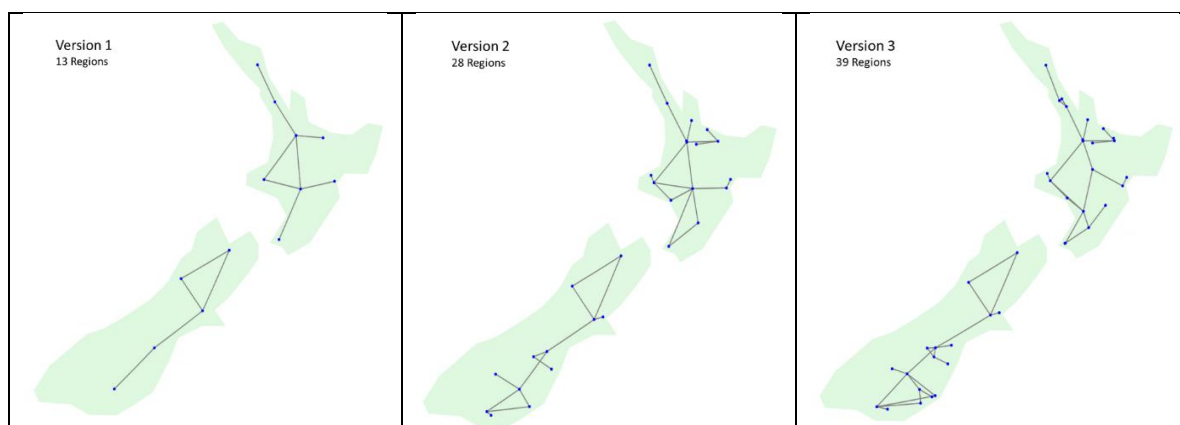 Version 1
13 Regions
Version 2
28 Regions
Version 3
39 Regions